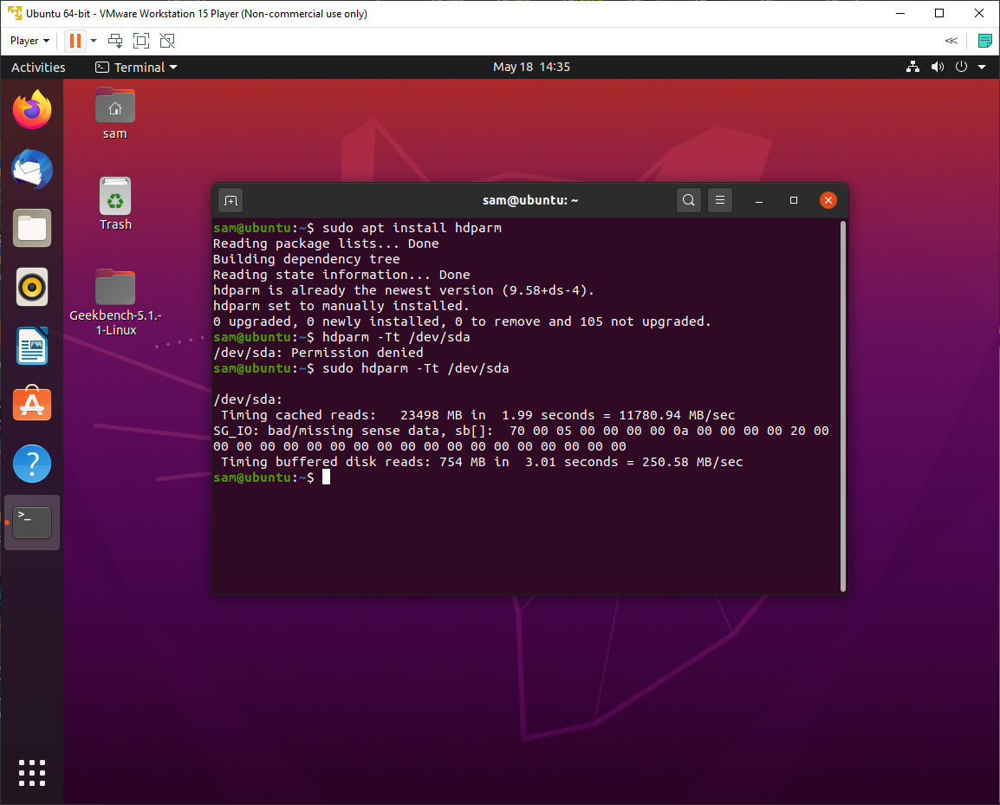 Ubuntu 64-bit - VMware Workstation 15 Player (Non-commercial use only)
Player
Activities
Terminal
May 18 14:35
sam
Trash
Geekbench-5.1.-
1-Linux
sam@ubuntu: ~
sam@ubuntu:~$ sudo apt install hdparm
Reading package lists... Done
Building dependency tree
Reading state information... Done
hdparm is already the newest version (9.58+ds-4).
hdparm set to manually installed.
0 upgraded, 0 newly installed, 0 to remove and 105 not upgraded.
sam@ubuntu:~$ hdparm -Tt /dev/sda
/dev/sda: Permission denied
sam@ubuntu:~$ sudo hdparm -Tt /dev/sda
/dev/sda:
Timing cached reads:   23498 MB in  1.99 seconds = 11780.94 MB/sec
SG_IO: bad/missing sense data, sb[]:  70 00 05 00 00 00 00 0a 00 00 00 00 20 00
00 00 00 00 00 00 00 00 00 00 00 00 00 00 00 00 00 00
Timing buffered disk reads: 754 MB in  3.01 seconds = 250.58 MB/sec
sam@ubuntu:~$